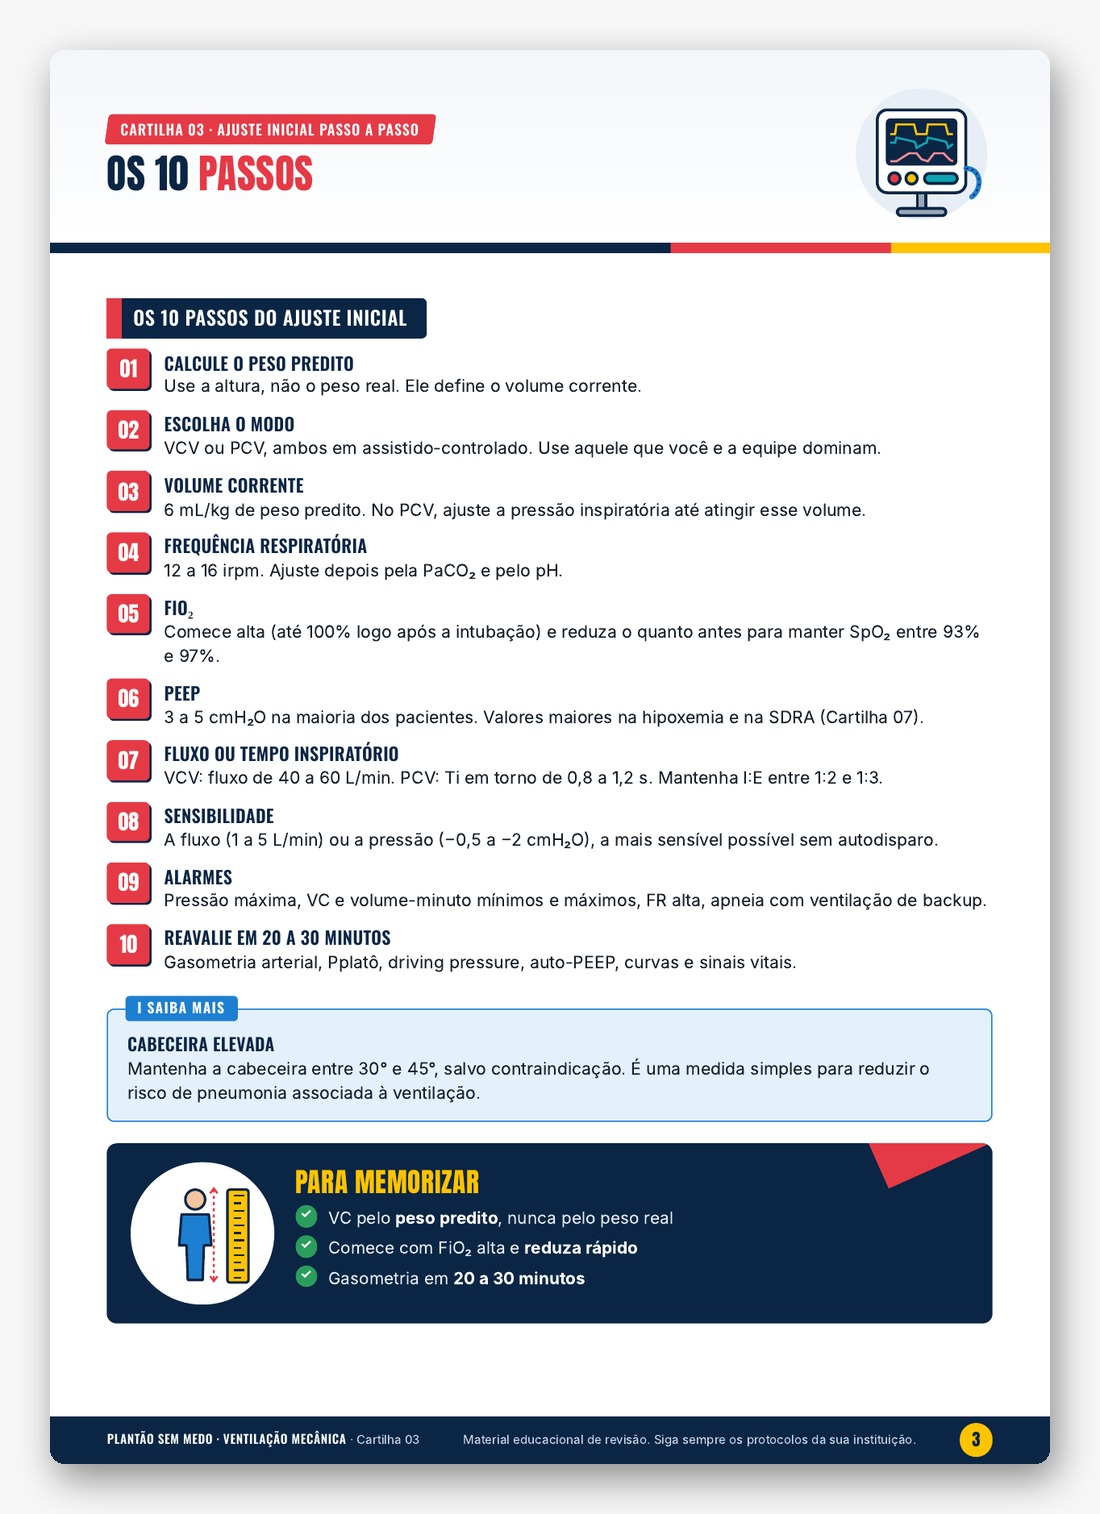 CARTILHA 03 · AJUSTE INICIAL PASSO A PASSO
OS 10 PASSOS
OS 10 PASSOS DO AJUSTE INICIAL
01
CALCULE O PESO PREDITO
Use a altura, não o peso real. Ele define o volume corrente.
02
ESCOLHA O MODO
VCV ou PCV, ambos em assistido-controlado. Use aquele que você e a equipe dominam.
03
VOLUME CORRENTE
6 mL/kg de peso predito. No PCV, ajuste a pressão inspiratória até atingir esse volume.
04
FREQUÊNCIA RESPIRATÓRIA
12 a 16 irpm. Ajuste depois pela PaCO₂ e pelo pH.
05
FIO₂
Comece alta (até 100% logo após a intubação) e reduza o quanto antes para manter SpO₂ entre 93%
e 97%.
06
PEEP
3 a 5 cmH₂O na maioria dos pacientes. Valores maiores na hipoxemia e na SDRA (Cartilha 07).
07
FLUXO OU TEMPO INSPIRATÓRIO
VCV: fluxo de 40 a 60 L/min. PCV: Ti em torno de 0,8 a 1,2 s. Mantenha I:E entre 1:2 e 1:3.
08
SENSIBILIDADE
A fluxo (1 a 5 L/min) ou a pressão (−0,5 a −2 cmH₂O), a mais sensível possível sem autodisparo.
09
ALARMES
Pressão máxima, VC e volume-minuto mínimos e máximos, FR alta, apneia com ventilação de backup.
10
REAVALIE EM 20 A 30 MINUTOS
Gasometria arterial, Pplatô, driving pressure, auto-PEEP, curvas e sinais vitais.
I SAIBA MAIS
CABECEIRA ELEVADA
Mantenha a cabeceira entre 30° e 45°, salvo contraindicação. É uma medida simples para reduzir o
risco de pneumonia associada à ventilação.
PARA MEMORIZAR
VC pelo peso predito, nunca pelo peso real
Comece com FiO₂ alta e reduza rápido
Gasometria em 20 a 30 minutos
PLANTÃO SEM MEDO · VENTILAÇÃO MECÂNICA · Cartilha 03
Material educacional de revisão. Siga sempre os protocolos da sua instituição.
3